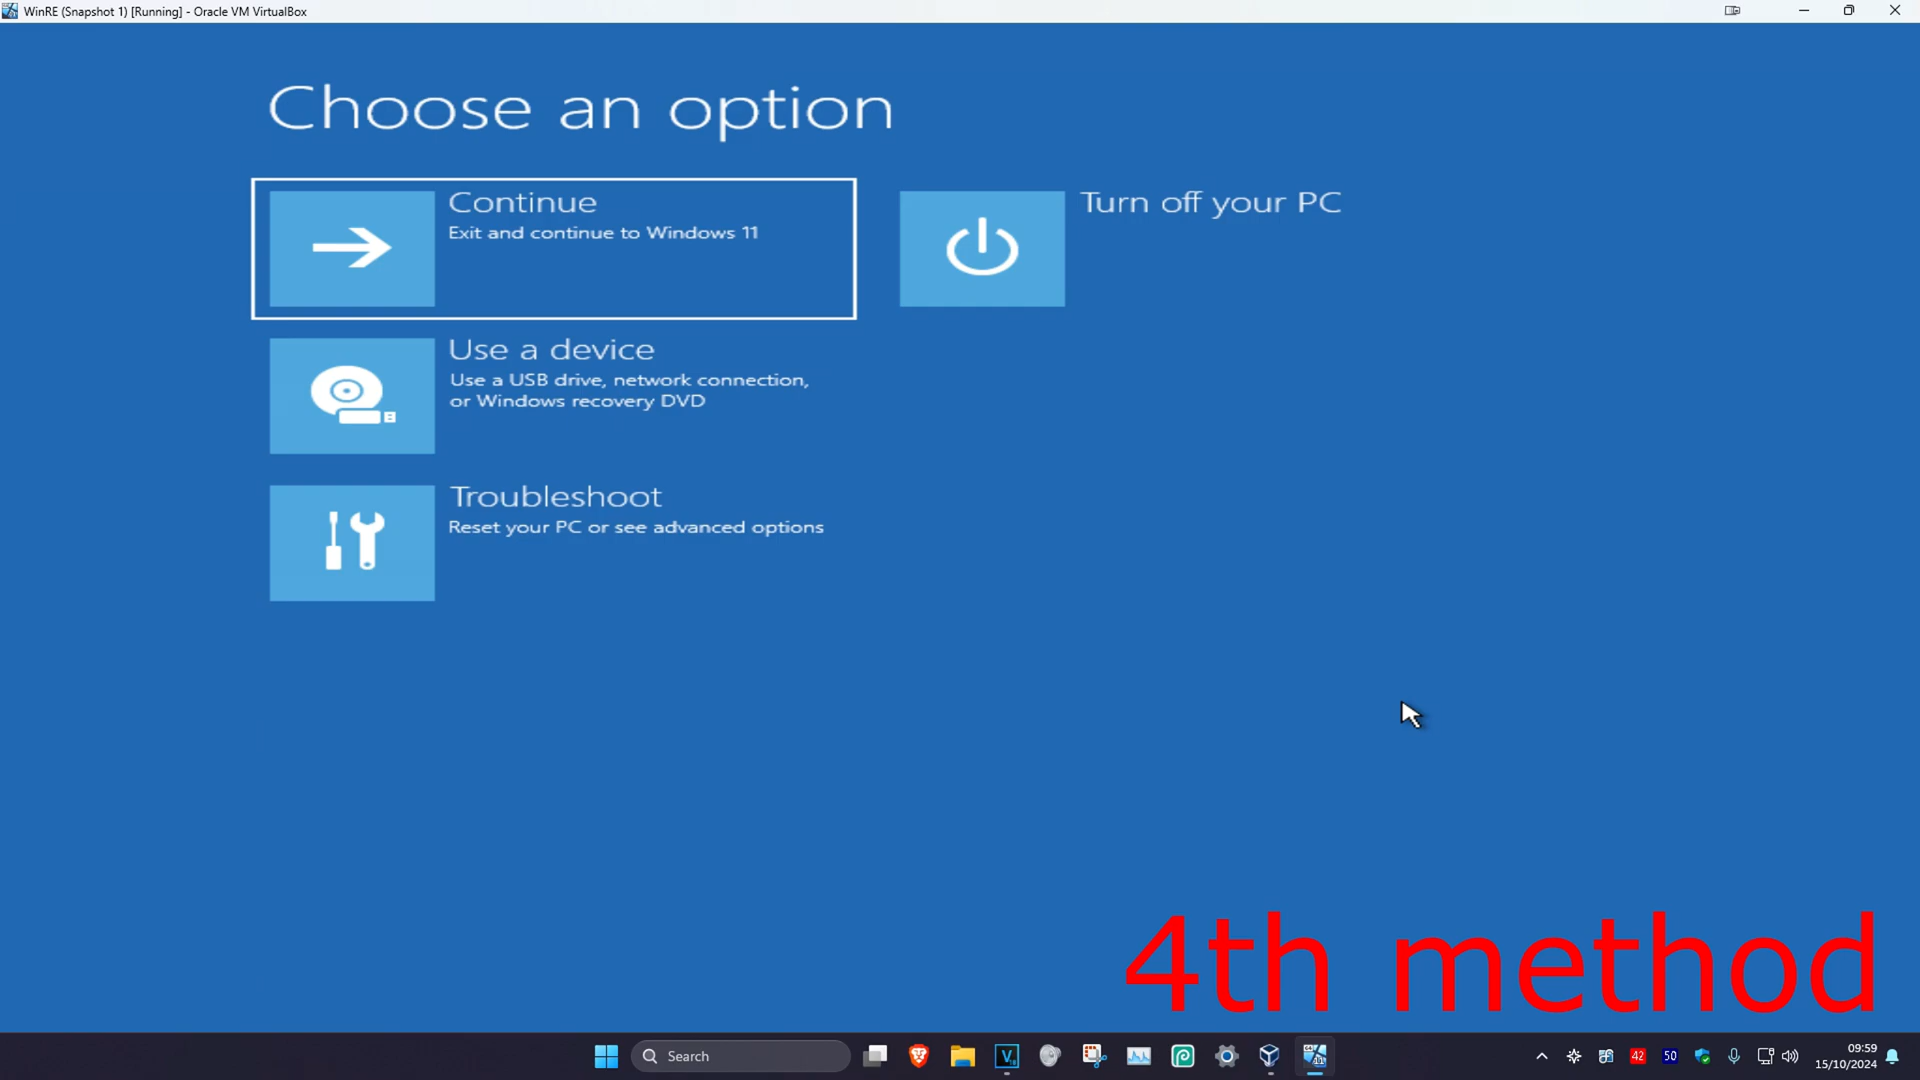 WinRE (Snapshot 1) [Running] - Oracle VM VirtualBox
Choose an option
Continue
Exit and continue to Windows 11
Turn off your PC
Use a device
Use a USB drive, network connection,
or Windows recovery DVD
Troubleshoot
Reset your PC or see advanced options
4th method
Search
42
50
09:59
15/10/2024